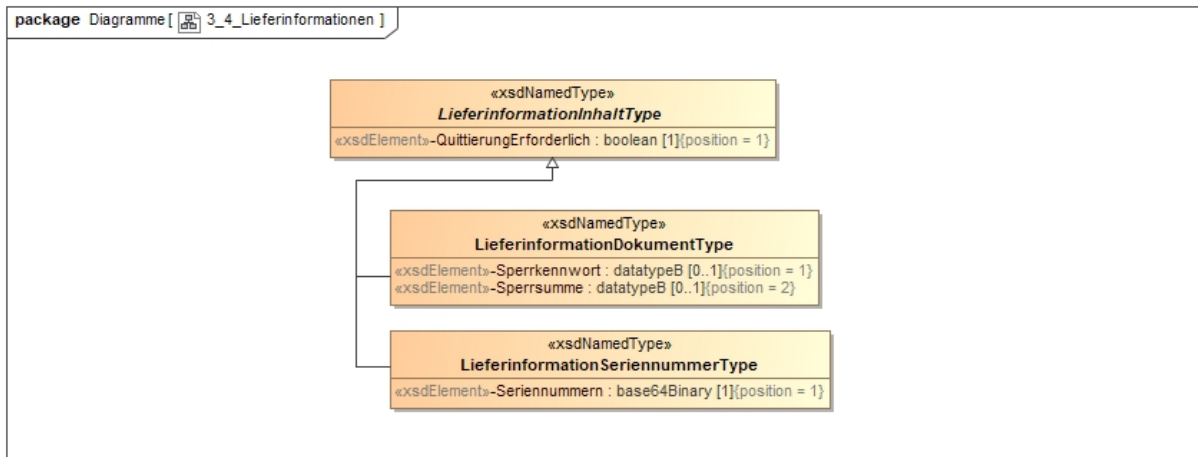 package Diagramme [ 3_4_Lieferinformationen ]
«xsdNamedType»
LieferinformationInhaltType
«xsdElement»-QuittierungErforderlich : boolean [1]{position = 1}
«xsdNamedType»
LieferinformationDokumentType
«xsdElement»-Sperrkennwort : datatypeB [0..1]{position = 1}
«xsdElement»-Sperrsumme : datatypeB [0..1]{position = 2}
«xsdNamedType»
LieferinformationSeriennummerType
«xsdElement»-Seriennummern : base64Binary [1]{position = 1}